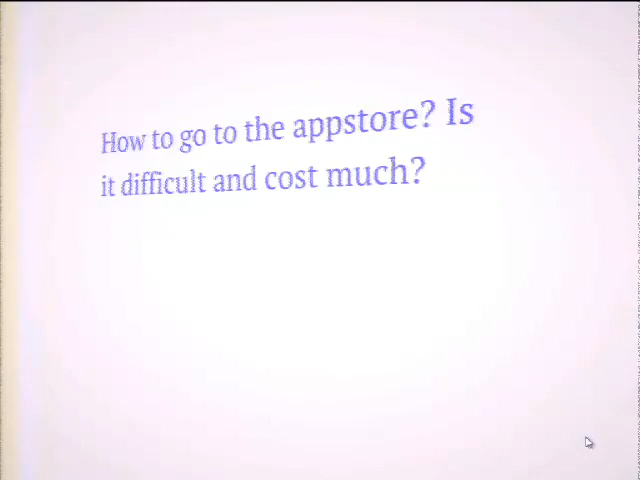 How to go to the appstore? Is
it difficult and cost much?